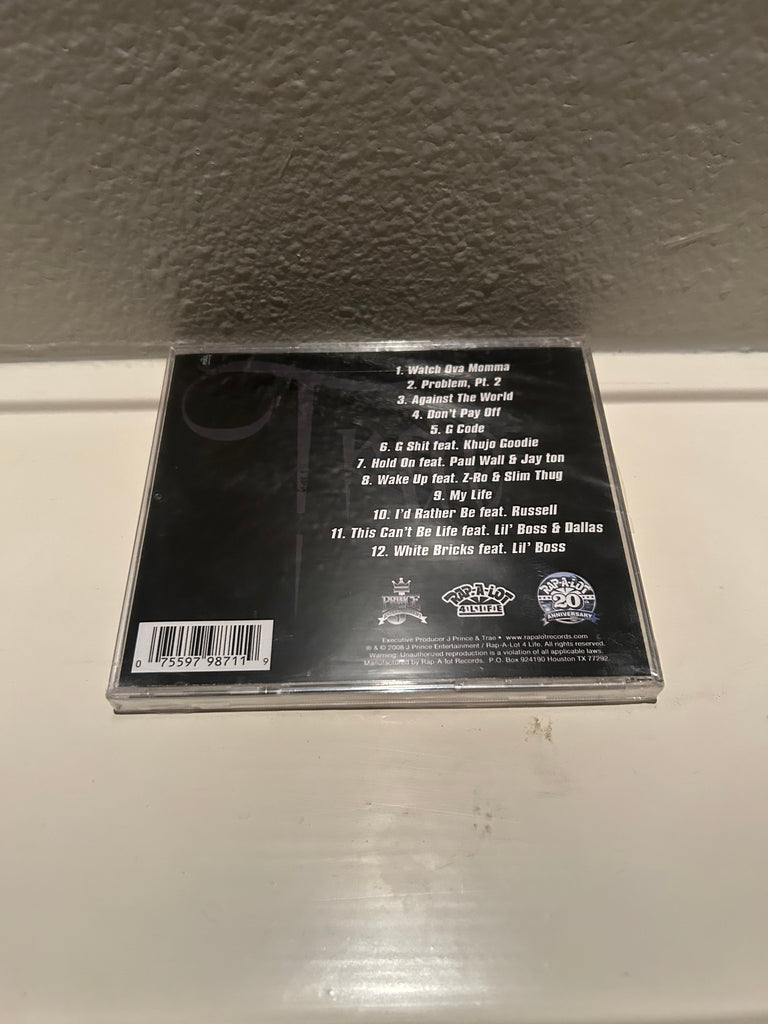 Trae
1. Watch Ova Momma
2. Problem, Pt. 2
3. Against The World
4. Don't Pay Off
5. G Code
6. G Shit feat. Khujo Goodie
7. Hold On feat. Paul Wall & Jay ton
8. Wake Up feat. Z-Ro & Slim Thug
9. My Life
10. I'd Rather Be feat. Russell
11. This Can't Be Life feat. Lil' Boss & Dallas
12. White Bricks feat. Lil' Boss
PRINCE
RAP-A-LOT
4 LIFE
RAP-A-LOT
20
ANNIVERSARY
Executive Producer J Prince & Trae • www.rapalotrecords.com
℗ & © 2008 J Prince Entertainment / Rap-A-Lot 4 Life. All rights reserved.
Warning: Unauthorized reproduction is a violation of all applicable laws.
Manufactured by Rap-A-lot Records. P.O. Box 924190 Houston TX 77292
0 75597 98711 9